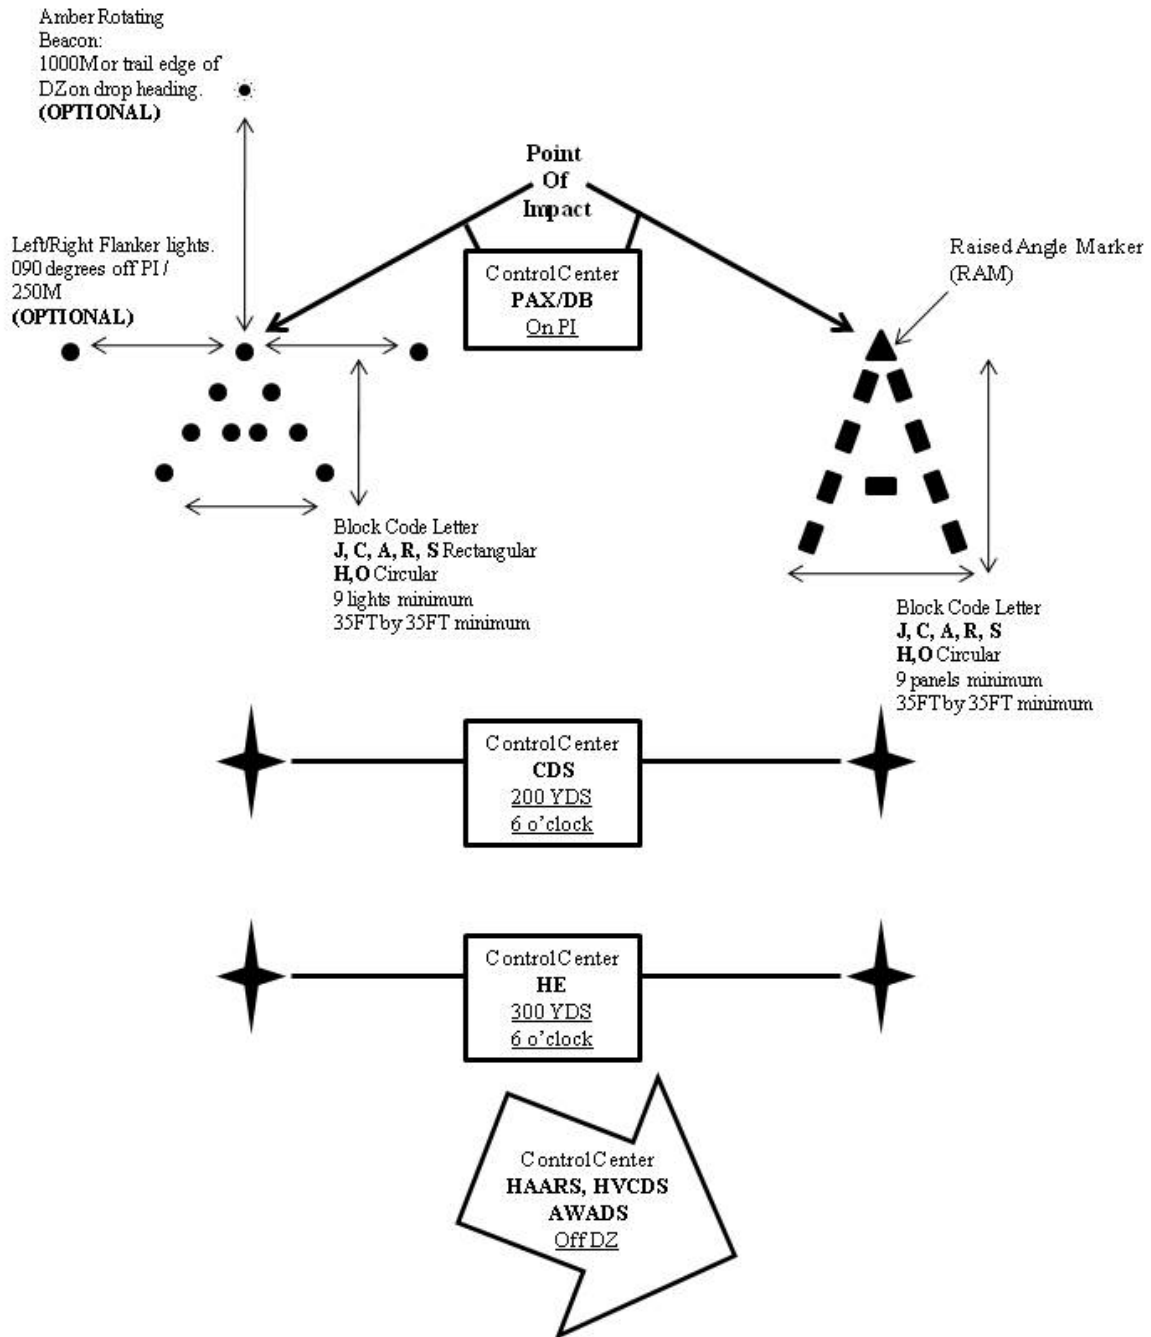 Amber Rotating
Beacon:
1000M or trail edge of
DZ on drop heading.
(OPTIONAL)
Point
Of
Impact
Left/Right Flanker lights.
090 degrees off PI /
250M
(OPTIONAL)
Control Center
PAX/DB
On PI
Raised Angle Marker
(RAM)
Block Code Letter
J, C, A, R, S Rectangular
H,O Circular
9 lights minimum
35FT by 35FT minimum
Block Code Letter
J, C, A, R, S
H,O Circular
9 panels minimum
35FT by 35FT minimum
Control Center
CDS
200 YDS
6 o’clock
Control Center
HE
300 YDS
6 o’clock
Control Center
HAARS, HVCDS
AWADS
Off DZ